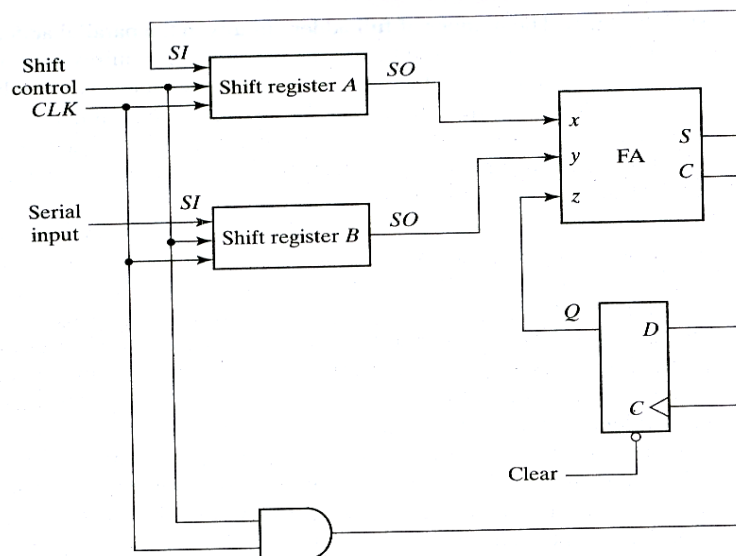 SI
Shift
control
CLK
Shift register A
SO
x
y
z
FA
S
C
Serial
input
SI
Shift register B
SO
Q
D
C
Clear